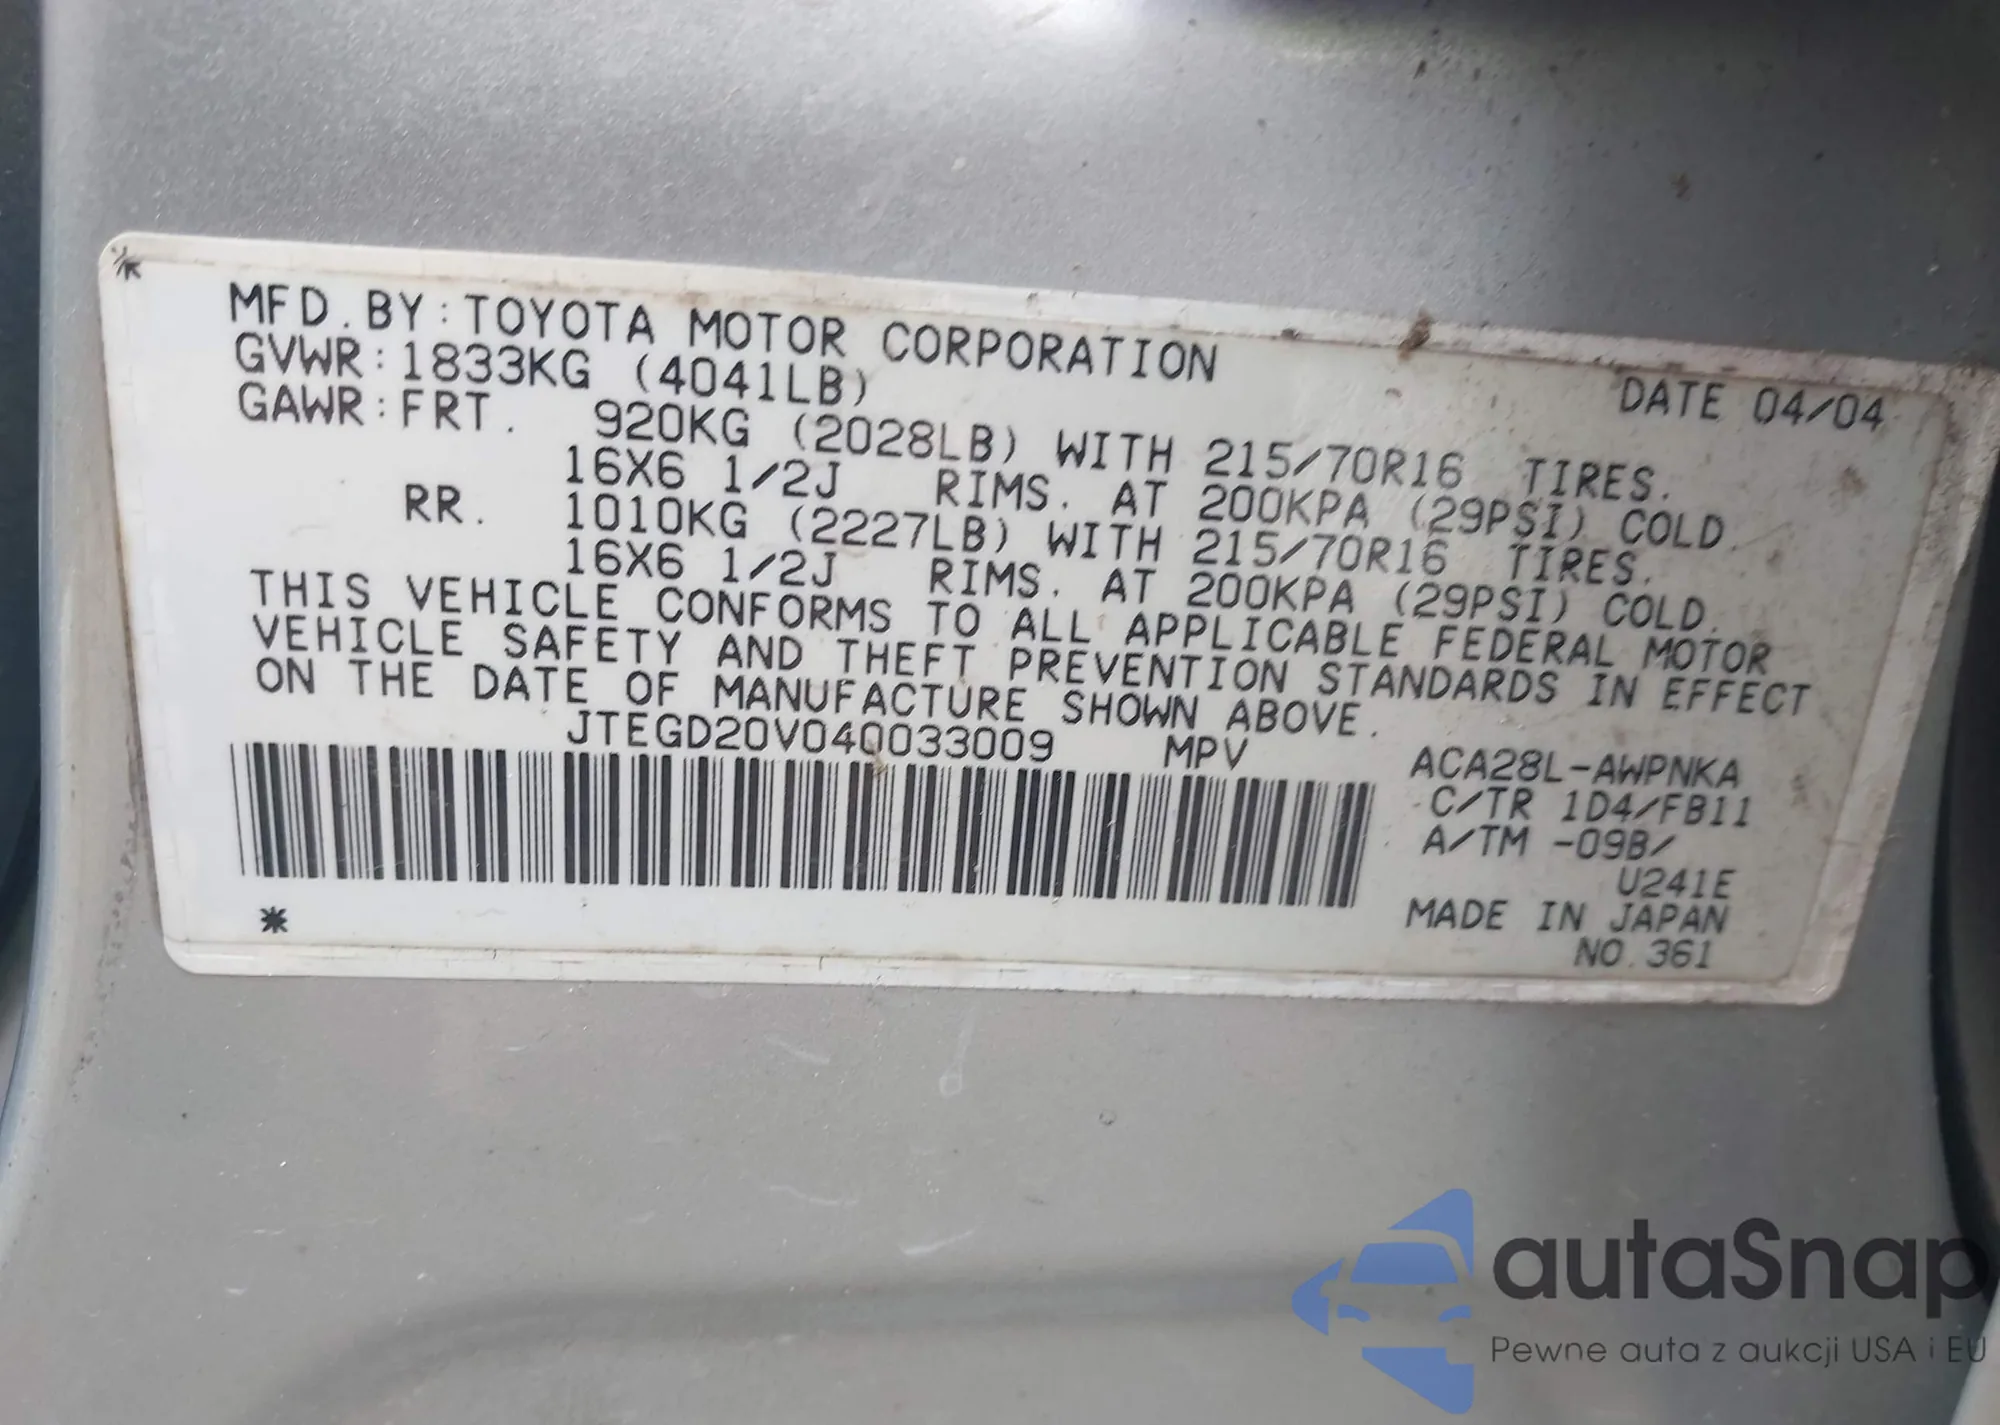 MFD. BY: TOYOTA MOTOR CORPORATION
DATE 04/04
GVWR: 1833KG (4041LB)
GAWR: FRT. 920KG (2028LB) WITH 215/70R16 TIRES.
16X6 1/2J RIMS. AT 200KPA (29PSI) COLD.
RR. 1010KG (2227LB) WITH 215/70R16 TIRES.
16X6 1/2J RIMS. AT 200KPA (29PSI) COLD.
THIS VEHICLE CONFORMS TO ALL APPLICABLE FEDERAL MOTOR
VEHICLE SAFETY AND THEFT PREVENTION STANDARDS IN EFFECT
ON THE DATE OF MANUFACTURE SHOWN ABOVE.
JTEGD20V040033009 MPV
ACA28L-AWPNKA
C/TR 1D4/FB11
A/TM -09B/
U241E
MADE IN JAPAN
NO.361
autaSnap
Pewne auta z aukcji USA i EU